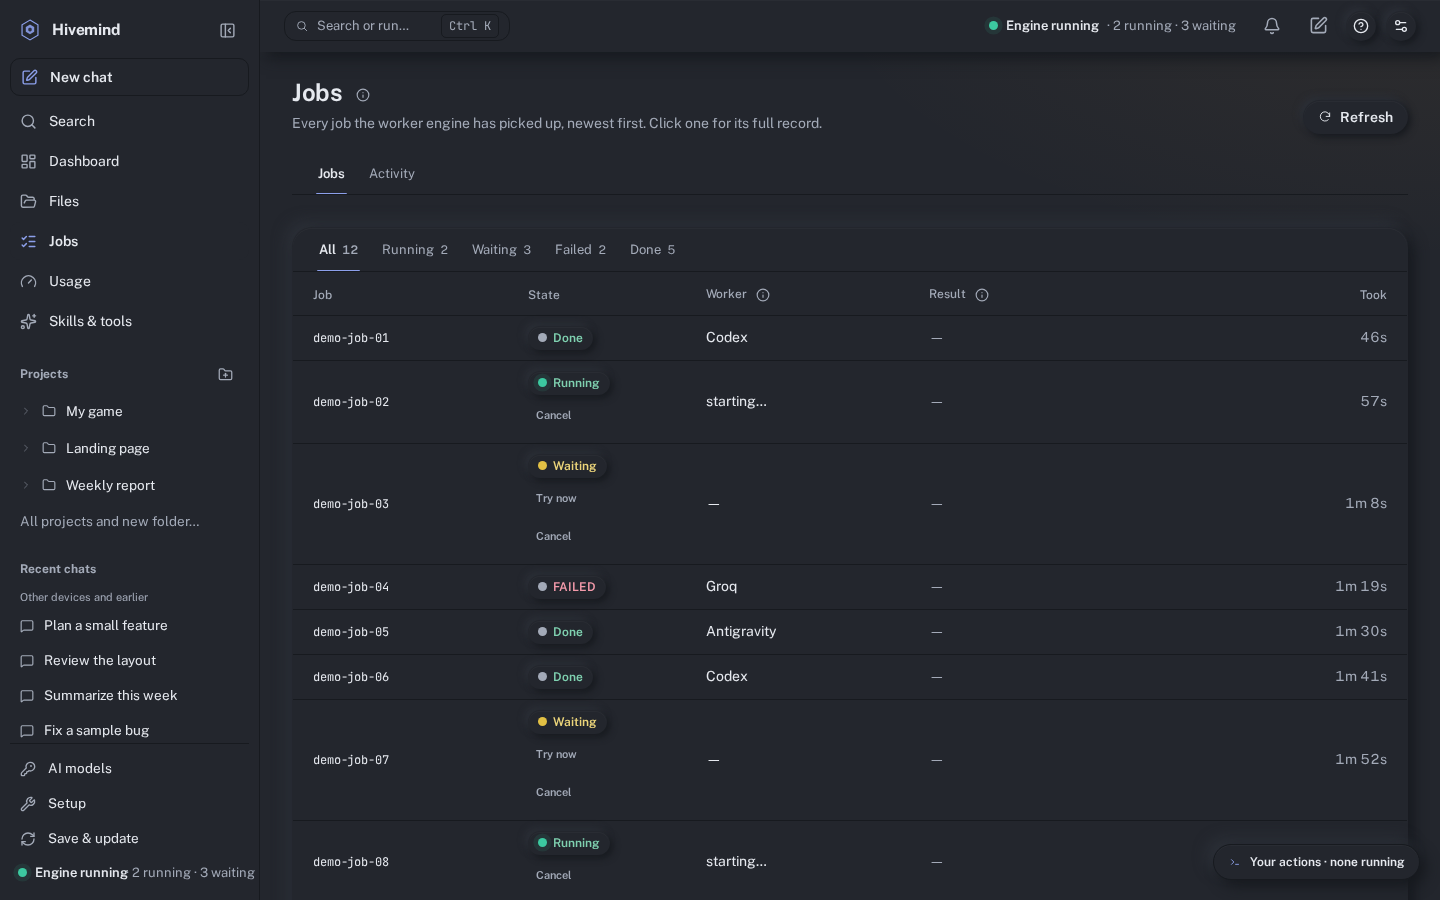 Hivemind
New chat
Search
Dashboard
Files
Jobs
Usage
Skills & tools
Projects
My game
Landing page
Weekly report
All projects and new folder...
Recent chats
Other devices and earlier
Plan a small feature
Review the layout
Summarize this week
Fix a sample bug
AI models
Setup
Save & update
Engine running 2 running · 3 waiting
Search or run... Ctrl K
Engine running · 2 running · 3 waiting
Jobs
Every job the worker engine has picked up, newest first. Click one for its full record.
Refresh
Jobs Activity
All 12 Running 2 Waiting 3 Failed 2 Done 5
Job State Worker Result Took
demo-job-01 Done Codex — 46s
demo-job-02 Running starting... — 57s
Cancel
demo-job-03 Waiting — — 1m 8s
Try now
Cancel
demo-job-04 FAILED Groq — 1m 19s
demo-job-05 Done Antigravity — 1m 30s
demo-job-06 Done Codex — 1m 41s
demo-job-07 Waiting — — 1m 52s
Try now
Cancel
demo-job-08 Running starting... —
Cancel
Your actions · none running